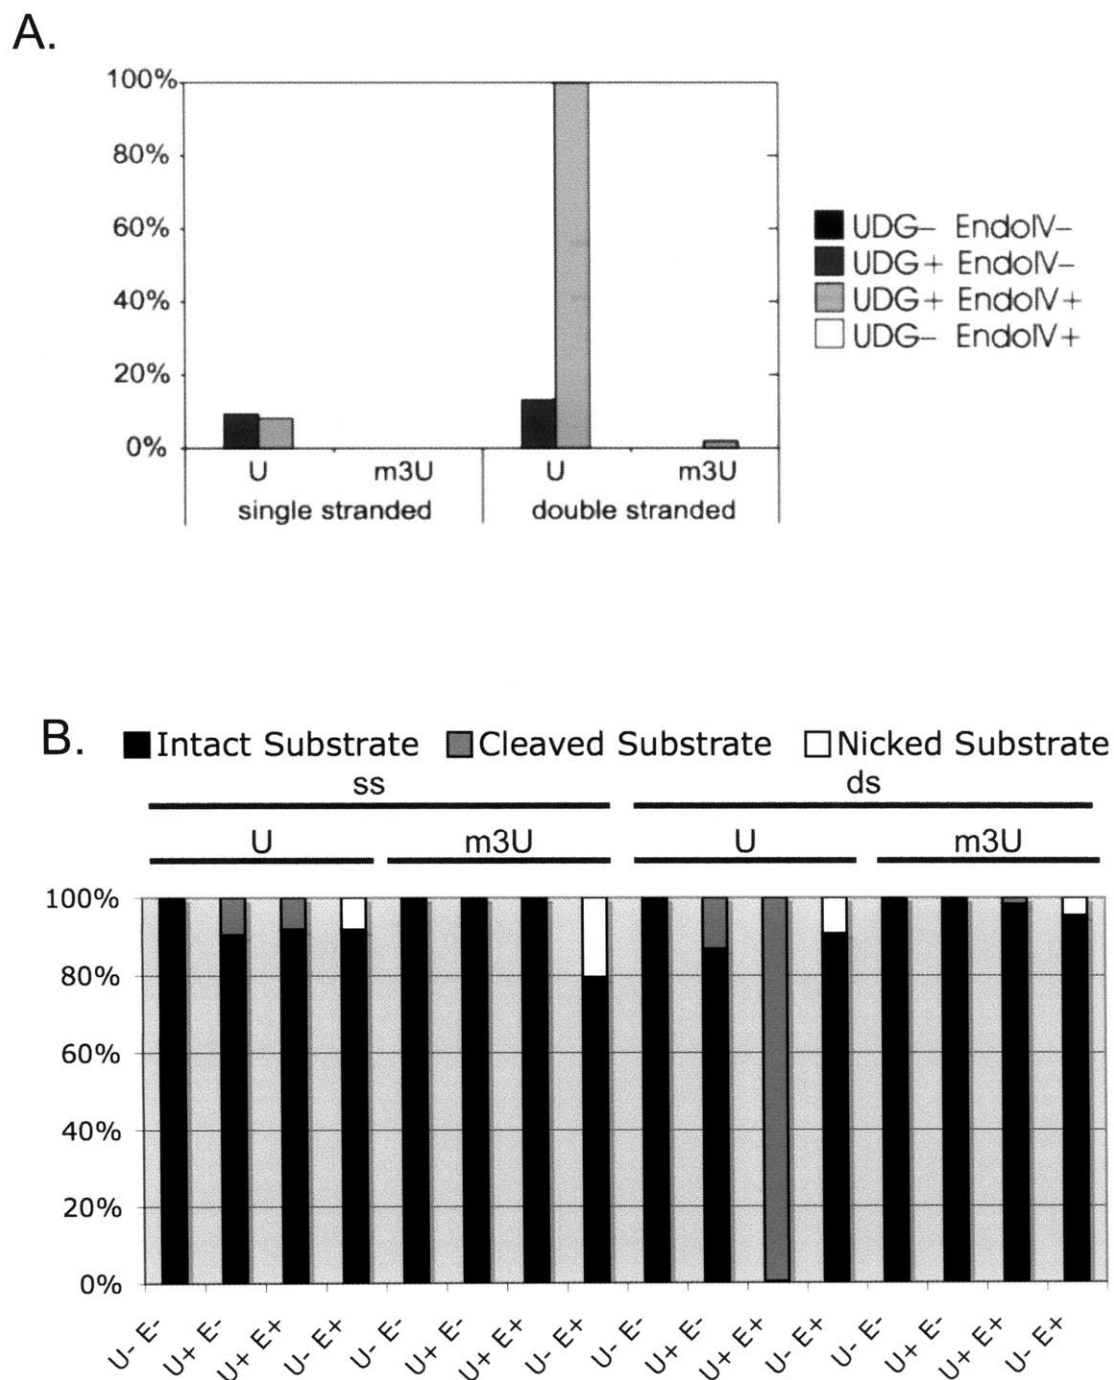 A.
100%
80%
60%
40%
20%
0%
U m3U U m3U
single stranded double stranded
UDG– EndoIV–
UDG+ EndoIV–
UDG+ EndoIV+
UDG– EndoIV+
B.
Intact Substrate Cleaved Substrate Nicked Substrate
ss ds
U m3U U m3U
100%
80%
60%
40%
20%
0%
U- E- U+ E- U+ E+ U- E+ U- E- U+ E- U+ E+ U- E+ U- E- U+ E- U+ E+ U- E+ U- E- U+ E- U+ E+ U- E+